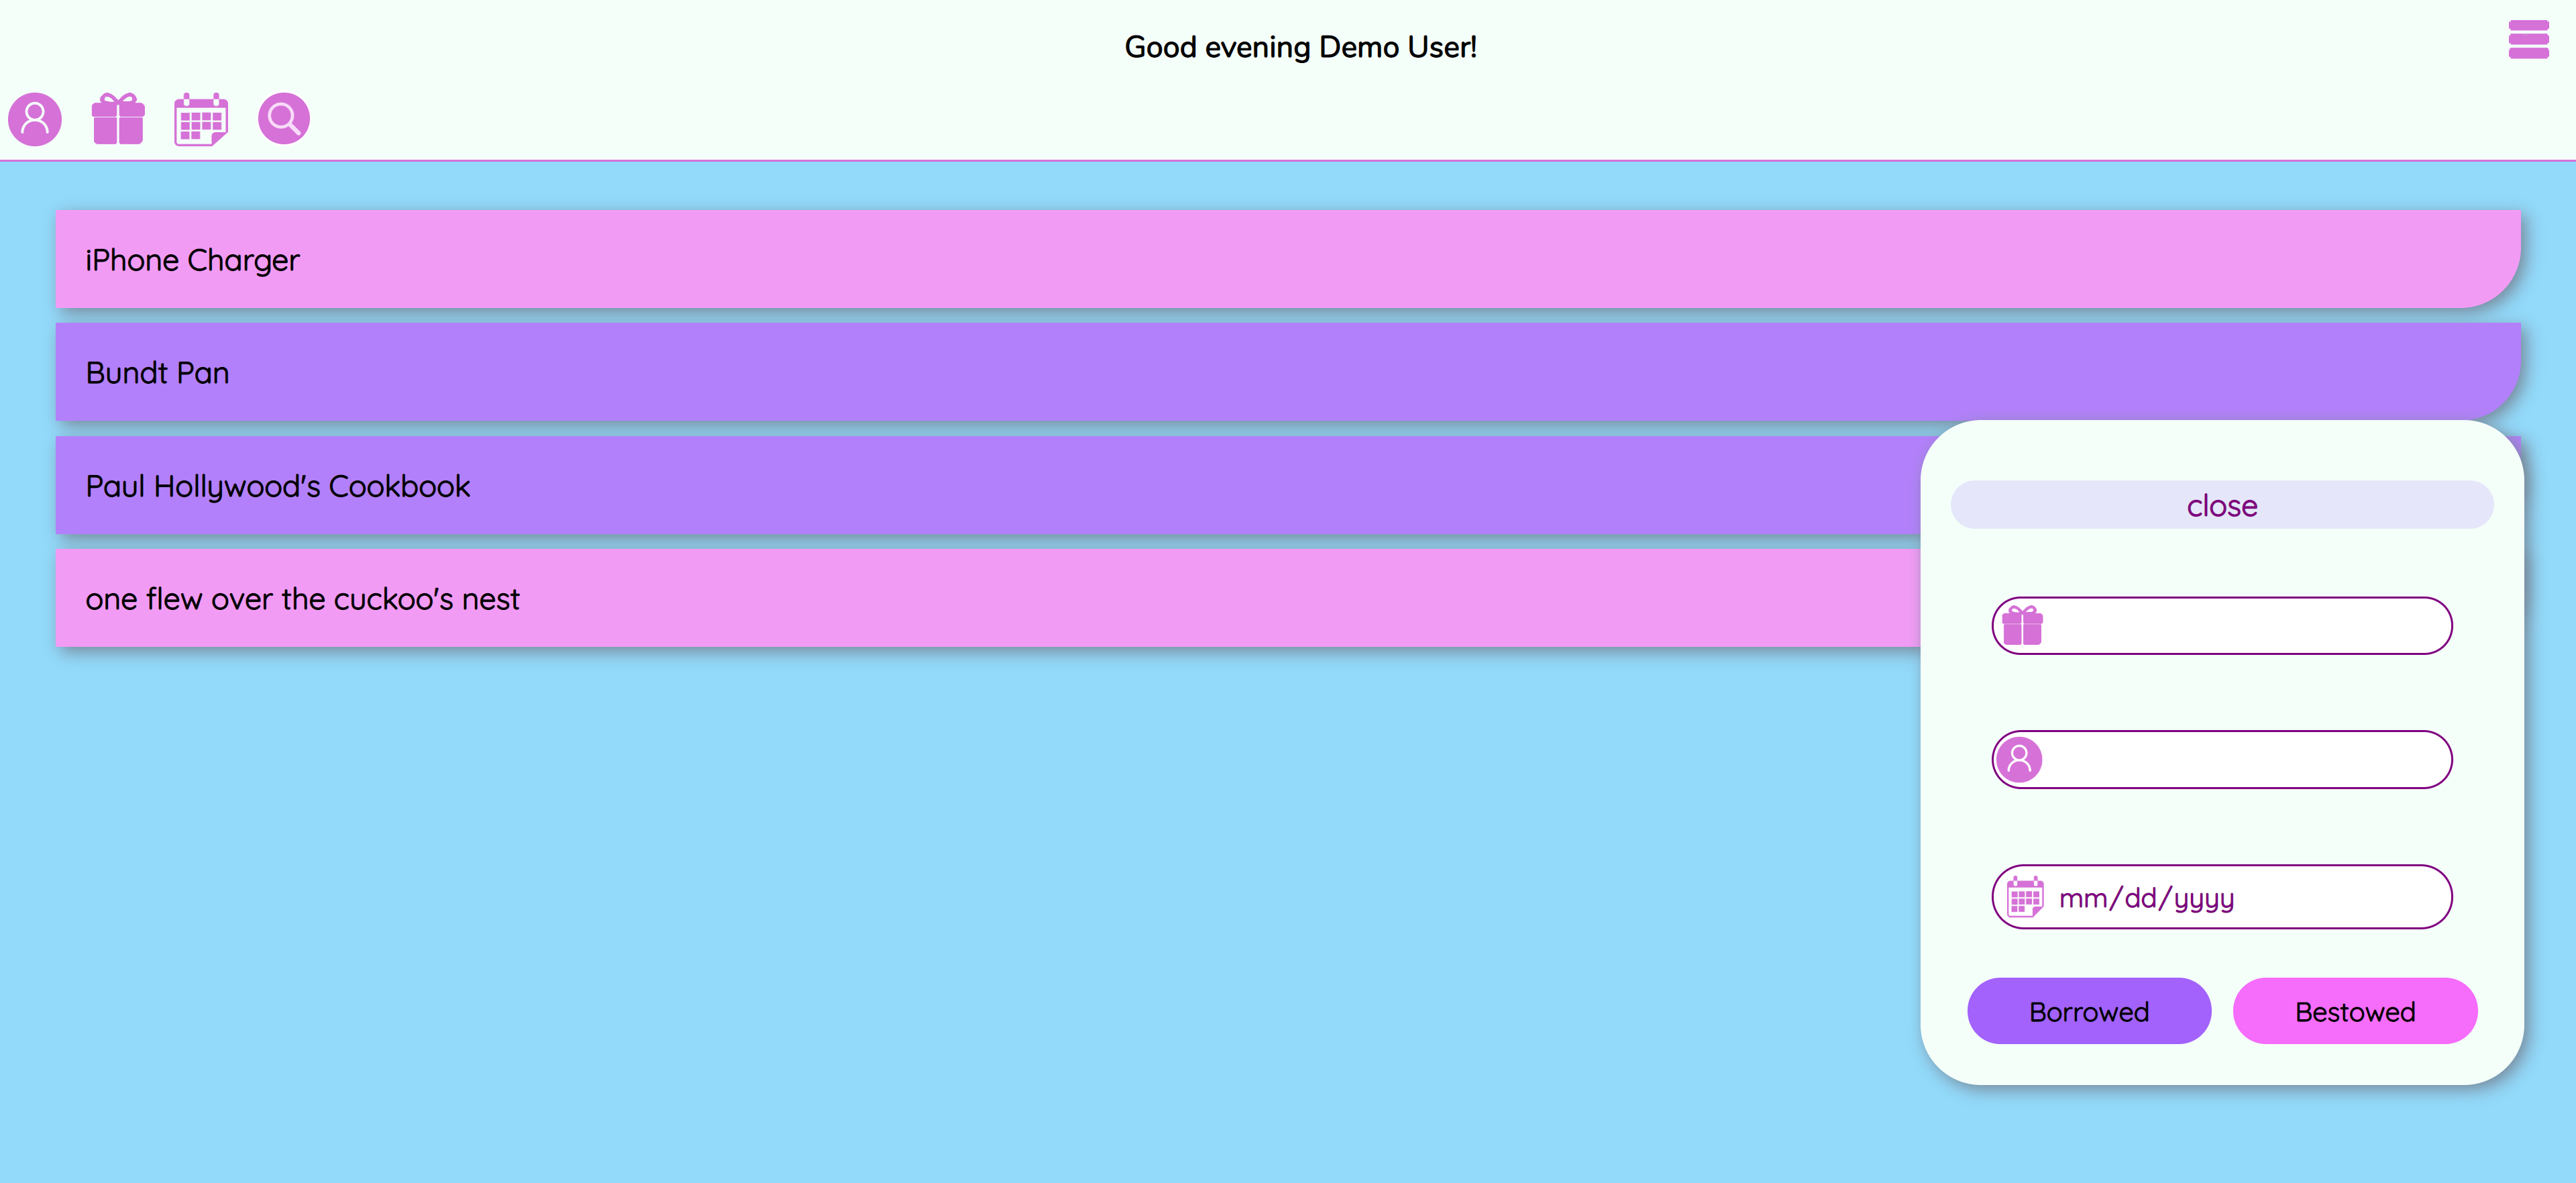 Good evening Demo User!
iPhone Charger
Bundt Pan
Paul Hollywood's Cookbook
one flew over the cuckoo's nest
close
mm/dd/yyyy
Borrowed
Bestowed